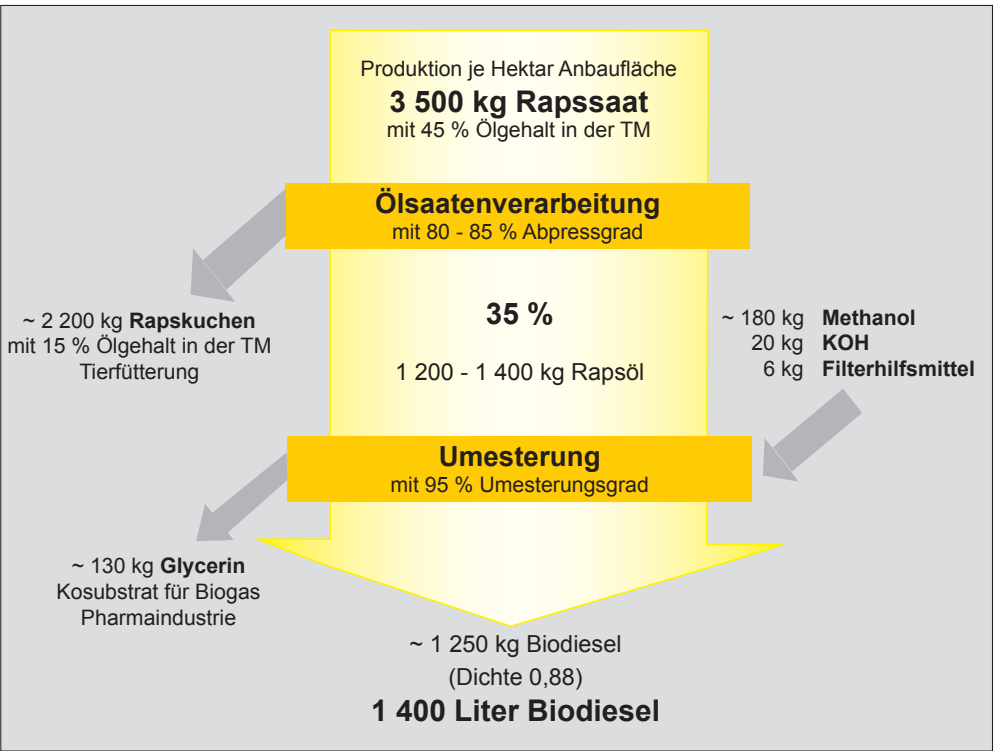 Produktion je Hektar Anbaufläche
3 500 kg Rapssaat
mit 45 % Ölgehalt in der TM
Ölsaatenverarbeitung
mit 80 - 85 % Abpressgrad
~ 2 200 kg Rapskuchen
mit 15 % Ölgehalt in der TM
Tierfütterung
35 %
1 200 - 1 400 kg Rapsöl
~ 180 kg Methanol
20 kg KOH
6 kg Filterhilfsmittel
Umesterung
mit 95 % Umesterungsgrad
~ 130 kg Glycerin
Kosubstrat für Biogas
Pharmaindustrie
~ 1 250 kg Biodiesel
(Dichte 0,88)
1 400 Liter Biodiesel